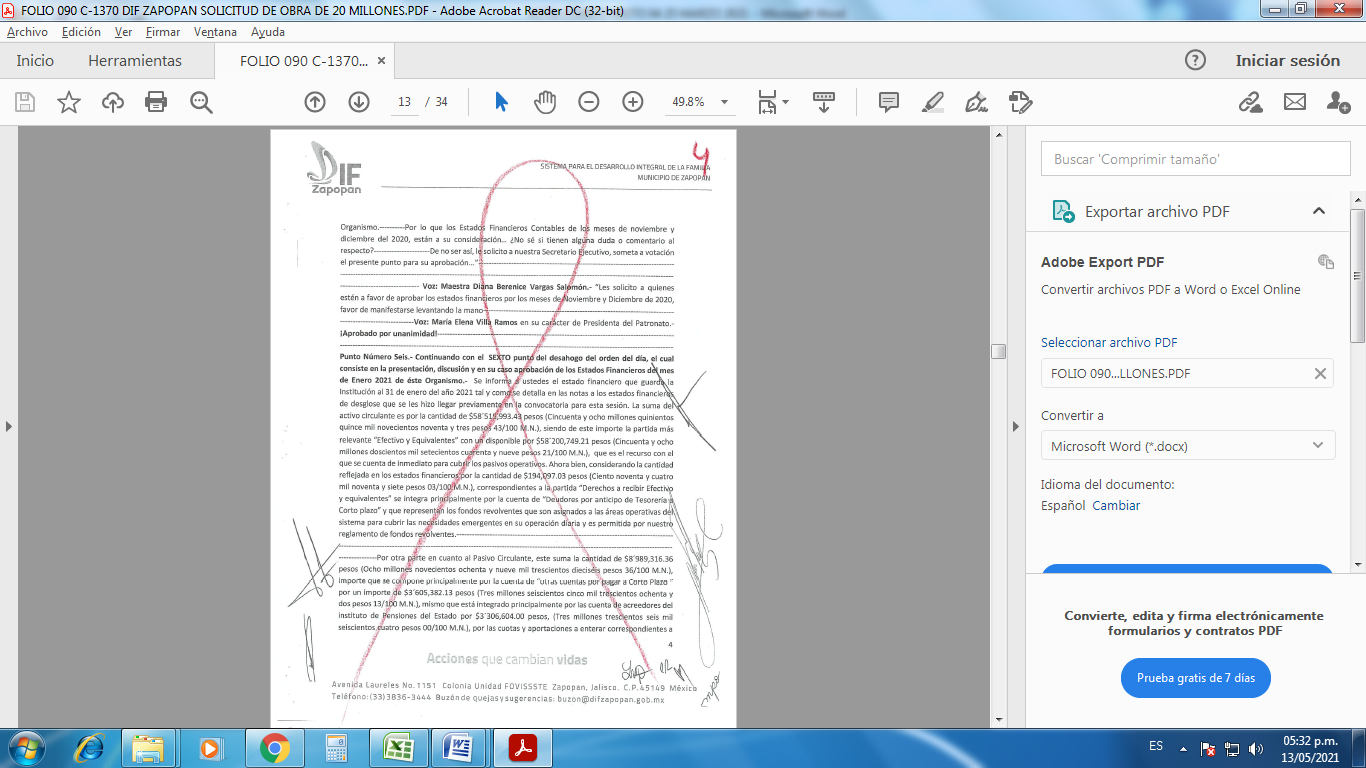 FOLIO 090 C-1370 DIF ZAPOPAN SOLICITUD DE OBRA DE 20 MILLONES.PDF - Adobe Acrobat Reader DC (32-bit)
Archivo Edición Ver Firmar Ventana Ayuda
Inicio Herramientas FOLIO 090 C-1370... × Iniciar sesión
13 / 34 49.8%
DIF
Zapopan
4
SISTEMA PARA EL DESARROLLO INTEGRAL DE LA FAMILIA
MUNICIPIO DE ZAPOPAN
Organismo.----------Por lo que los Estados Financieros Contables de los meses de noviembre y
diciembre del 2020, están a su consideración... ¿No sé si tienen alguna duda o comentario al
respecto?--------------------De no ser así, le solicito a nuestra Secretario Ejecutivo, someta a votación
el presente punto para su aprobación..."
Voz: Maestra Diana Berenice Vargas Salomón.- "Les solicito a quienes
estén a favor de aprobar los estados financieros por los meses de Noviembre y Diciembre de 2020,
favor de manifestarse levantando la mano
Voz: María Elena Villa Ramos en su carácter de Presidenta del Patronato.-
¡Aprobado por unanimidad!
Punto Número Seis.- Continuando con el SEXTO punto del desahogo del orden del día, el cual
consiste en la presentación, discusión y en su caso aprobación de los Estados Financieros del mes
de Enero 2021 de éste Organismo.- Se informa a ustedes el estado financiero que guarda la
Institución al 31 de enero del año 2021 tal y como se detalla en las notas a los estados financieros
de desglose que se les hizo llegar previamente en la convocatoria para esta sesión. La suma del
activo circulante es por la cantidad de $58´515,993.43 pesos (Cincuenta y ocho millones quinientos
quince mil novecientos noventa y tres pesos 43/100 M.N.), siendo de este importe la partida más
relevante "Efectivo y Equivalentes" con un disponible por $58´200,749.21 pesos (Cincuenta y ocho
millones doscientos mil setecientos cuarenta y nueve pesos 21/100 M.N.), que es el recurso con el
que se cuenta de inmediato para cubrir los pasivos operativos. Ahora bien, considerando la cantidad
reflejada en los estados financieros por la cantidad de $194,097.03 pesos (Ciento noventa y cuatro
mil noventa y siete pesos 03/100 M.N.), correspondientes a la partida "Derechos a recibir Efectivo
y equivalentes" se integra principalmente por la cuenta de "Deudores por anticipo de Tesorería a
Corto plazo" y que representan los fondos revolventes que son asignados a las áreas operativas del
sistema para cubrir las necesidades emergentes en su operación diaria y es permitida por nuestro
reglamento de fondos revolventes.
---------------Por otra parte en cuanto al Pasivo Circulante, este suma la cantidad de $8´989,316.36
pesos (Ocho millones novecientos ochenta y nueve mil trescientos dieciséis pesos 36/100 M.N.),
importe que se compone principalmente por la cuenta de "otras cuentas por pagar a Corto Plazo "
por un importe de $3´605,382.13 pesos (Tres millones seiscientos cinco mil trescientos ochenta y
dos pesos 13/100 M.N.), mismo que está integrado principalmente por las cuenta de acreedores del
instituto de Pensiones del Estado por $3´306,604.00 pesos, (Tres millones trescientos seis mil
seiscientos cuatro pesos 00/100 M.N.), por las cuotas y aportaciones a enterar correspondientes a
4
Acciones que cambian vidas
Avenida Laureles No. 1151 Colonia Unidad FOVISSSTE Zapopan, Jalisco. C.P. 45149 México
Teléfono: (33) 3836-3444 Buzón de quejas y sugerencias: buzon@difzapopan.gob.mx
Buscar 'Comprimir tamaño'
Exportar archivo PDF
Adobe Export PDF
Convertir archivos PDF a Word o Excel Online
Seleccionar archivo PDF
FOLIO 090...LLONES.PDF
Convertir a
Microsoft Word (*.docx)
Idioma del documento:
Español Cambiar
Convierte, edita y firma electrónicamente
formularios y contratos PDF
Prueba gratis de 7 días
ES
05:32 p.m.
13/05/2021